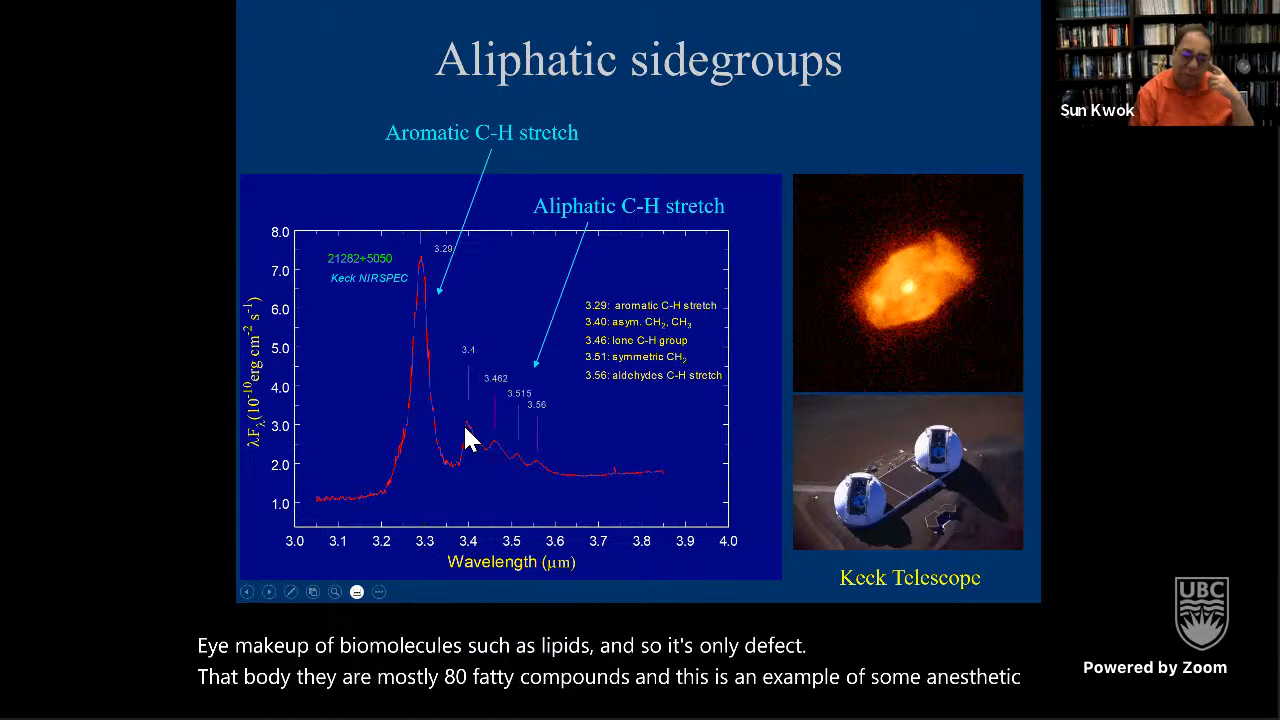 Aliphatic sidegroups
Sun Kwok
Aromatic C-H stretch
Aliphatic C-H stretch
8.0
7.0
6.0
5.0
4.0
3.0
2.0
1.0
λF_λ(10^-10 erg cm^-2 s^-1)
21282+5050
Keck NIRSPEC
3.29
3.4
3.462
3.515
3.56
3.29: aromatic C-H stretch
3.40: asym. CH₂, CH₃
3.46: lone C-H group
3.51: symmetric CH₂
3.56: aldehydes C-H stretch
3.0 3.1 3.2 3.3 3.4 3.5 3.6 3.7 3.8 3.9 4.0
Wavelength (µm)
Keck Telescope
UBC
Powered by Zoom
Eye makeup of biomolecules such as lipids, and so it's only defect.
That body they are mostly 80 fatty compounds and this is an example of some anesthetic